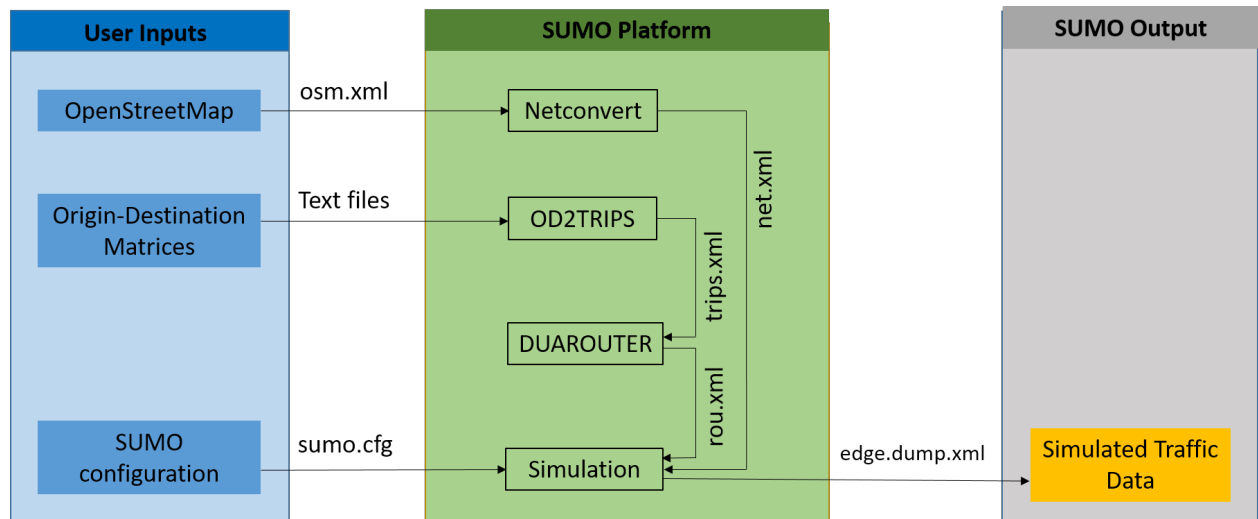 User Inputs
SUMO Platform
SUMO Output
OpenStreetMap
osm.xml
Netconvert
net.xml
Origin-Destination
Matrices
Text files
OD2TRIPS
trips.xml
DUAROUTER
rou.xml
SUMO
configuration
sumo.cfg
Simulation
edge.dump.xml
Simulated Traffic
Data